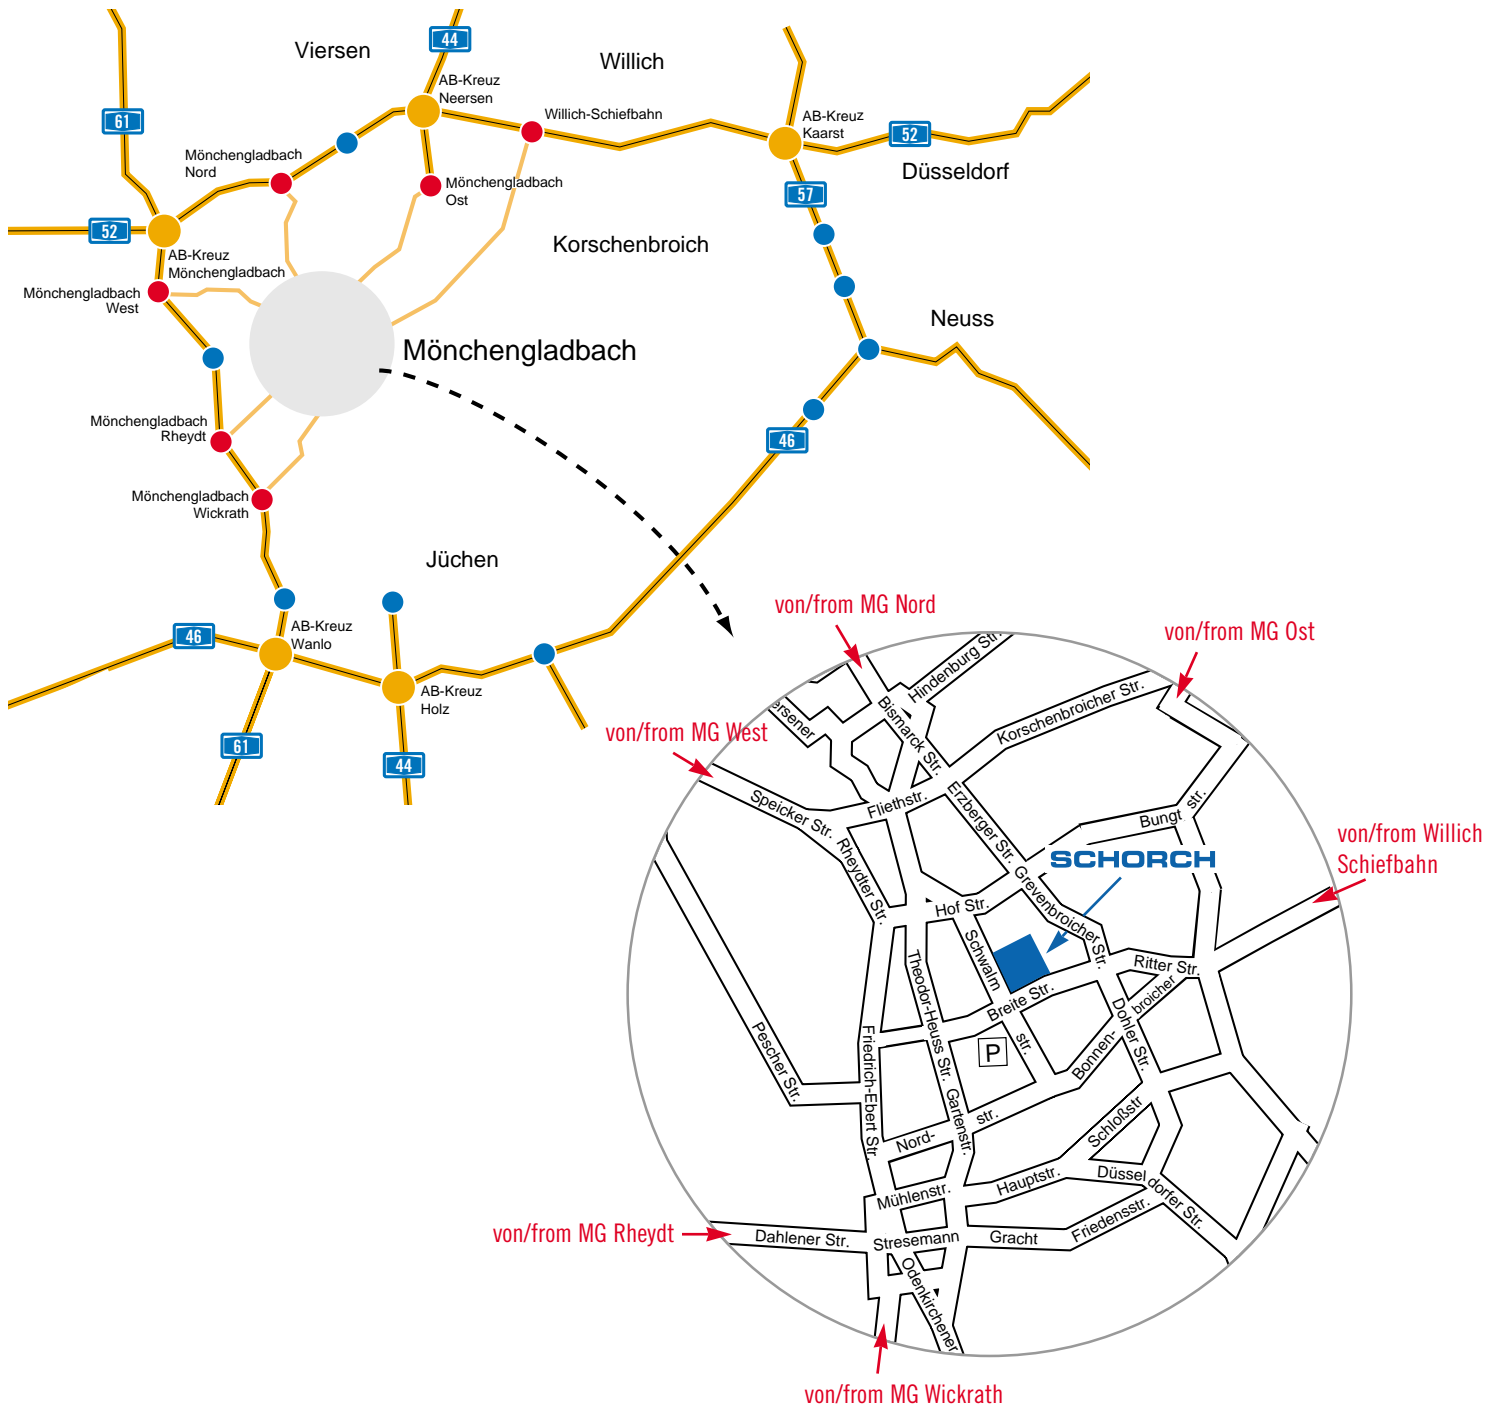 44
Viersen
Willich
AB-Kreuz
Neersen
Willich-Schiefbahn
AB-Kreuz
Kaarst
61
52
Düsseldorf
Mönchengladbach
Nord
Mönchengladbach
Ost
57
52
Korschenbroich
AB-Kreuz
Mönchengladbach
Mönchengladbach
West
Neuss
Mönchengladbach
Mönchengladbach
Rheydt
46
Mönchengladbach
Wickrath
Jüchen
46
AB-Kreuz
Wanlo
AB-Kreuz
Holz
61
44
von/from MG Nord
von/from MG Ost
von/from MG West
von/from Willich
Schiefbahn
von/from MG Rheydt
von/from MG Wickrath
Hindenburg Str.
Korschenbroicher Str.
Bismarck Str.
ersener
Speicker Str.
Fliethstr.
Erzberger Str.
Bungt
str.
SCHORCH
Rheydter Str.
Grevenbroicher Str.
Hof Str.
Schwalm
str.
Theodor-Heuss Str.
Breite Str.
Ritter Str.
Bonnen-
broicher
Dohler Str.
Pescher Str.
Friedrich-Ebert Str.
P
Gartenstr.
Nord-
str.
Schloßstr
Mühlenstr.
Hauptstr.
Düssel
dorfer Str.
Dahlener Str.
Stresemann
Gracht
Friedensstr.
Odenkirchener